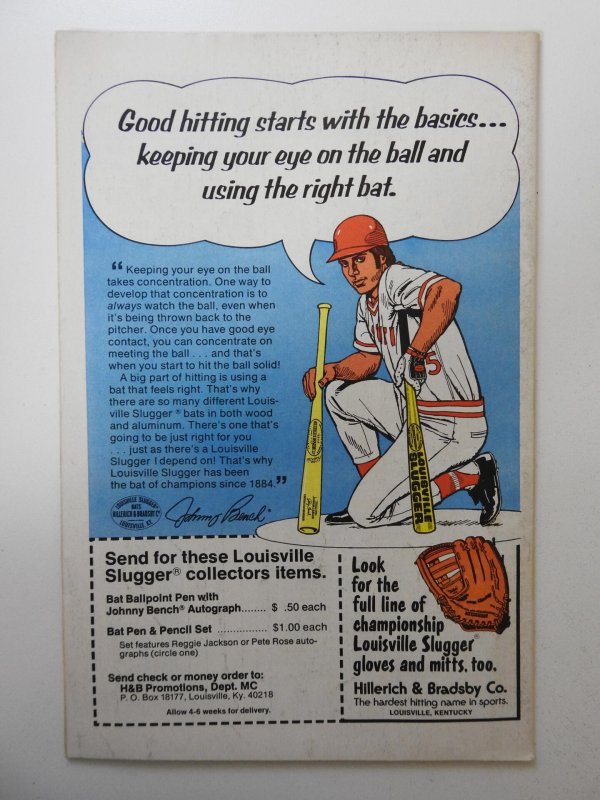 Good hitting starts with the basics...
keeping your eye on the ball and
using the right bat.
“ Keeping your eye on the ball
takes concentration. One way to
develop that concentration is to
always watch the ball, even when
it's being thrown back to the
pitcher. Once you have good eye
contact, you can concentrate on
meeting the ball . . . and that's
when you start to hit the ball solid!
A big part of hitting is using a
bat that feels right. That's why
there are so many different Louis-
ville Slugger® bats in both wood
and aluminum. There's one that's
going to be just right for you
. . . just as there's a Louisville
Slugger I depend on! That's why
Louisville Slugger has been
the bat of champions since 1884.”
LOUISVILLE SLUGGER
BATS
HILLERICH & BRADSBY Co
LOUISVILLE, KY.
Johnny Bench
5
LOUISVILLE
SLUGGER
Send for these Louisville
Slugger® collectors items.
Bat Ballpoint Pen with
Johnny Bench® Autograph....... $ .50 each
Bat Pen & Pencil Set ................ $1.00 each
Set features Reggie Jackson or Pete Rose auto-
graphs (circle one)
Send check or money order to:
H&B Promotions, Dept. MC
P. O. Box 18177, Louisville, Ky. 40218
Allow 4-6 weeks for delivery.
Look
for the
full line of
championship
Louisville Slugger®
gloves and mitts, too.
Hillerich & Bradsby Co.
The hardest hitting name in sports.
LOUISVILLE, KENTUCKY